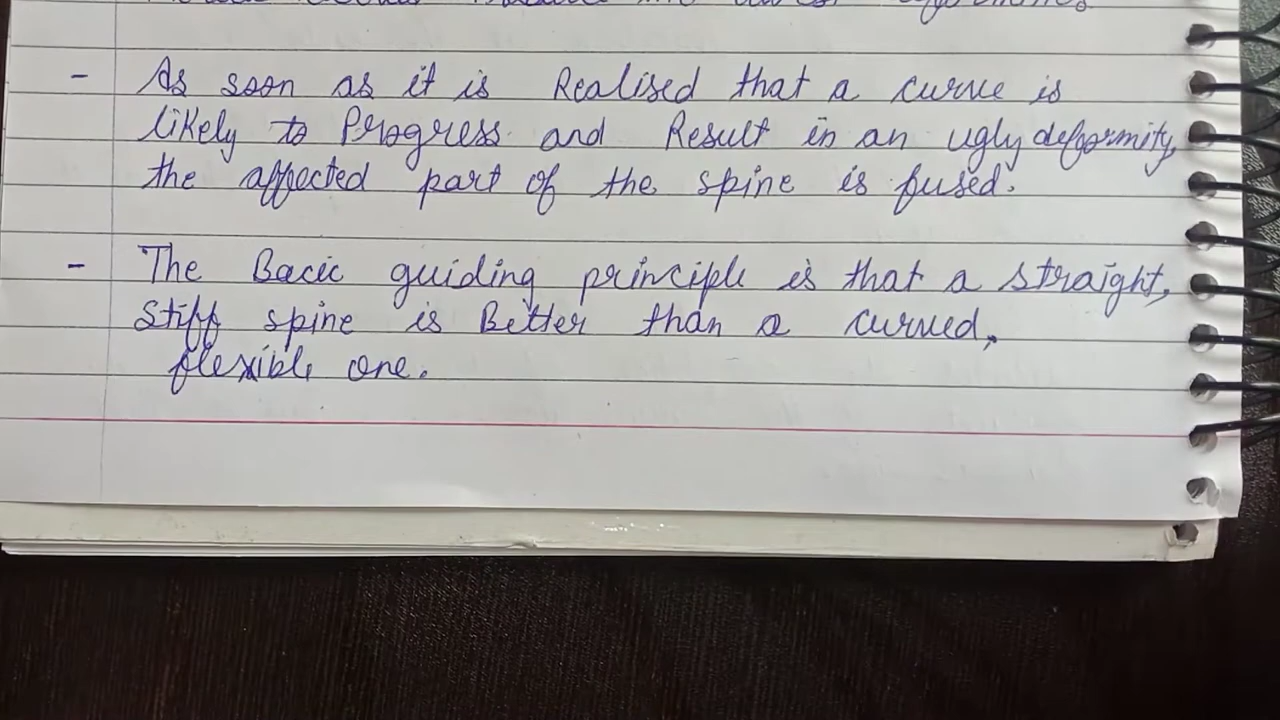 - As soon as it is Realised that a curve is
likely to Progress and Result in an ugly deformity,
the affected part of the spine is fused.
- The Bacic guiding principle is that a straight,
Stiff spine is Better than a curved,
flexible one.